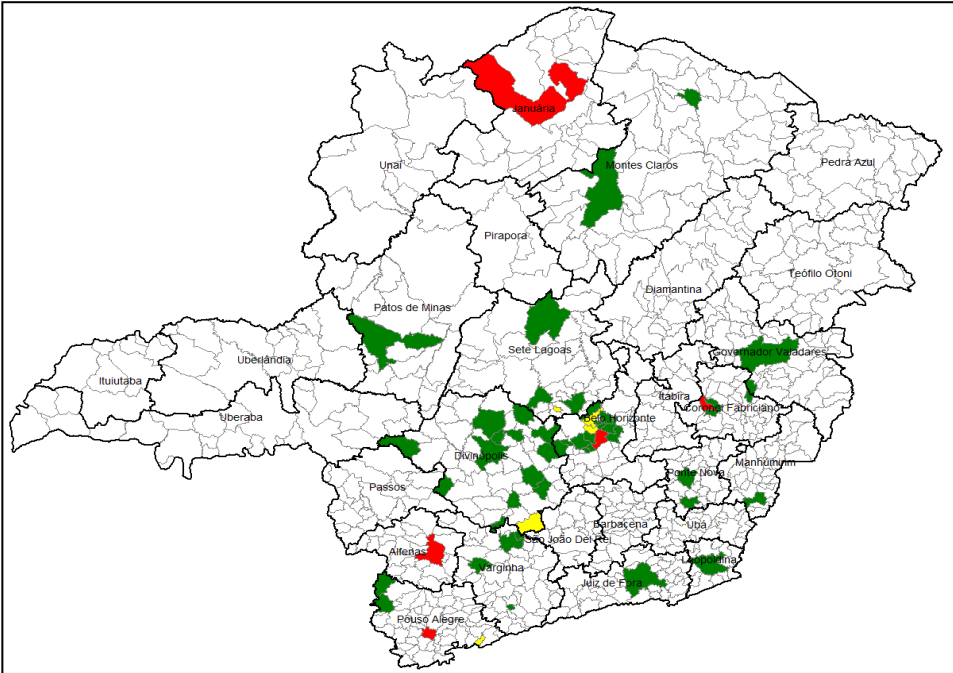 Januária
Unaí
Montes Claros
Pedra Azul
Pirapora
Teófilo Otoni
Diamantina
Patos de Minas
Sete Lagoas
Governador Valadares
Uberlândia
Ituiutaba
Itabira
Coronel Fabriciano
Uberaba
Belo Horizonte
Divinópolis
Manhumirim
Ponte Nova
Passos
Barbacena
Ubá
São João Del Rei
Alfenas
Leopoldina
Varginha
Juiz de Fora
Pouso Alegre